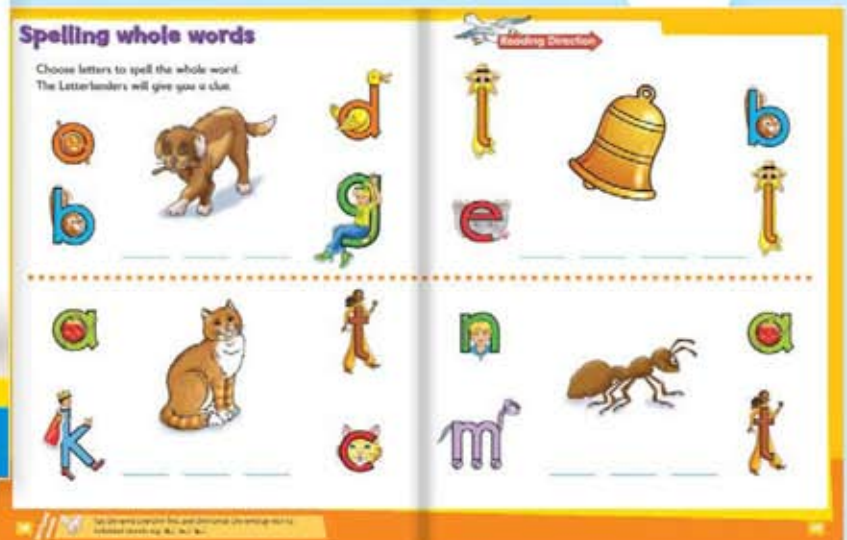 Spelling whole words
Choose letters to spell the whole word.
The Letterlanders will give you a clue.
o
d
b
g
Reading Direction
l
b
e
l
a
t
k
c
n
a
m
t